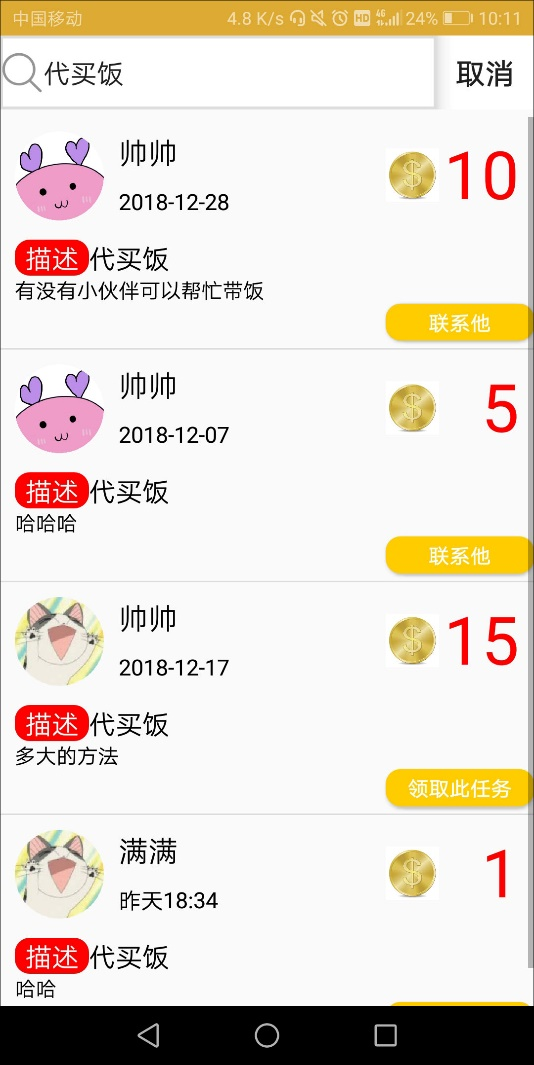 中国移动 4.8 K/s HD 4G 24% 10:11
代买饭 取消
帅帅
10
2018-12-28
描述代买饭
有没有小伙伴可以帮忙带饭
联系他
帅帅
5
2018-12-07
描述代买饭
哈哈哈
联系他
帅帅
15
2018-12-17
描述代买饭
多大的方法
领取此任务
满满
1
昨天18:34
描述代买饭
哈哈